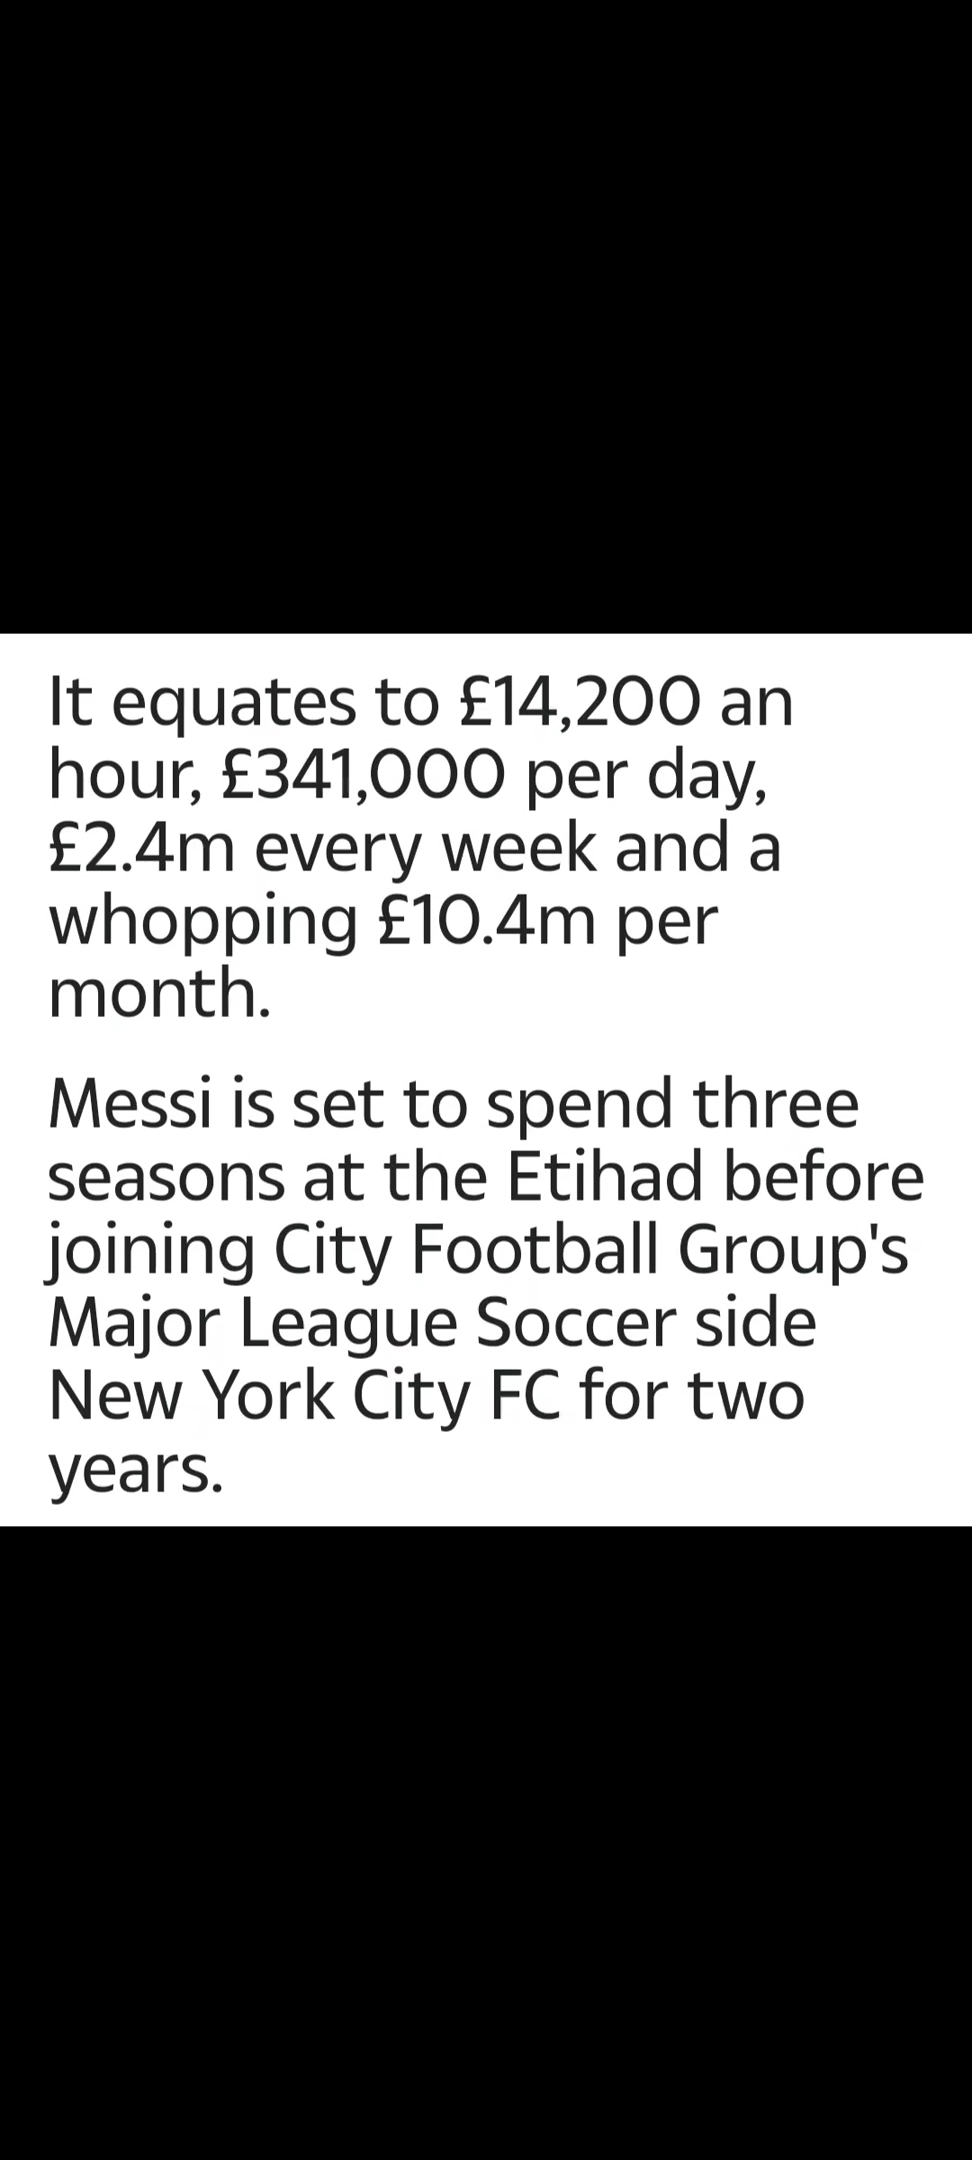 It equates to £14,200 an
hour, £341,000 per day,
£2.4m every week and a
whopping £10.4m per
month.
Messi is set to spend three
seasons at the Etihad before
joining City Football Group's
Major League Soccer side
New York City FC for two
years.